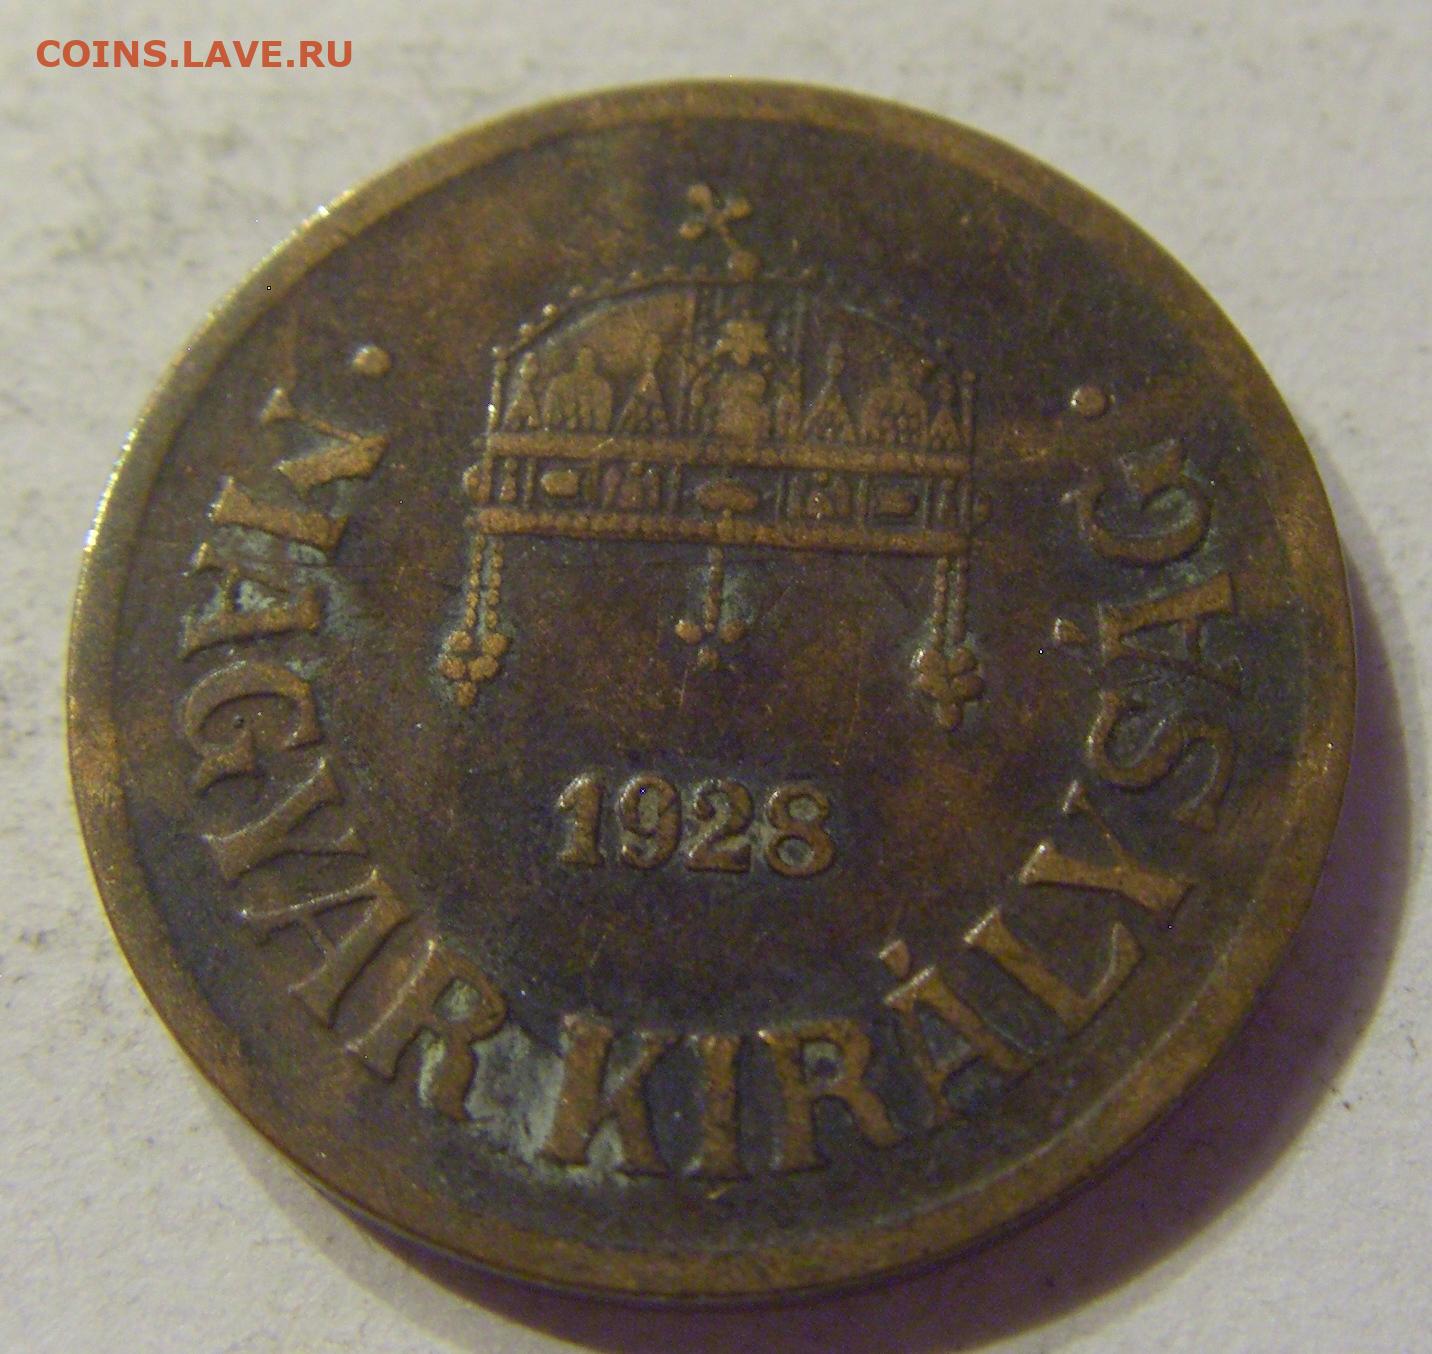 COINS.LAVE.RU
1928
· MAGYAR KIRÁLYSÁG ·